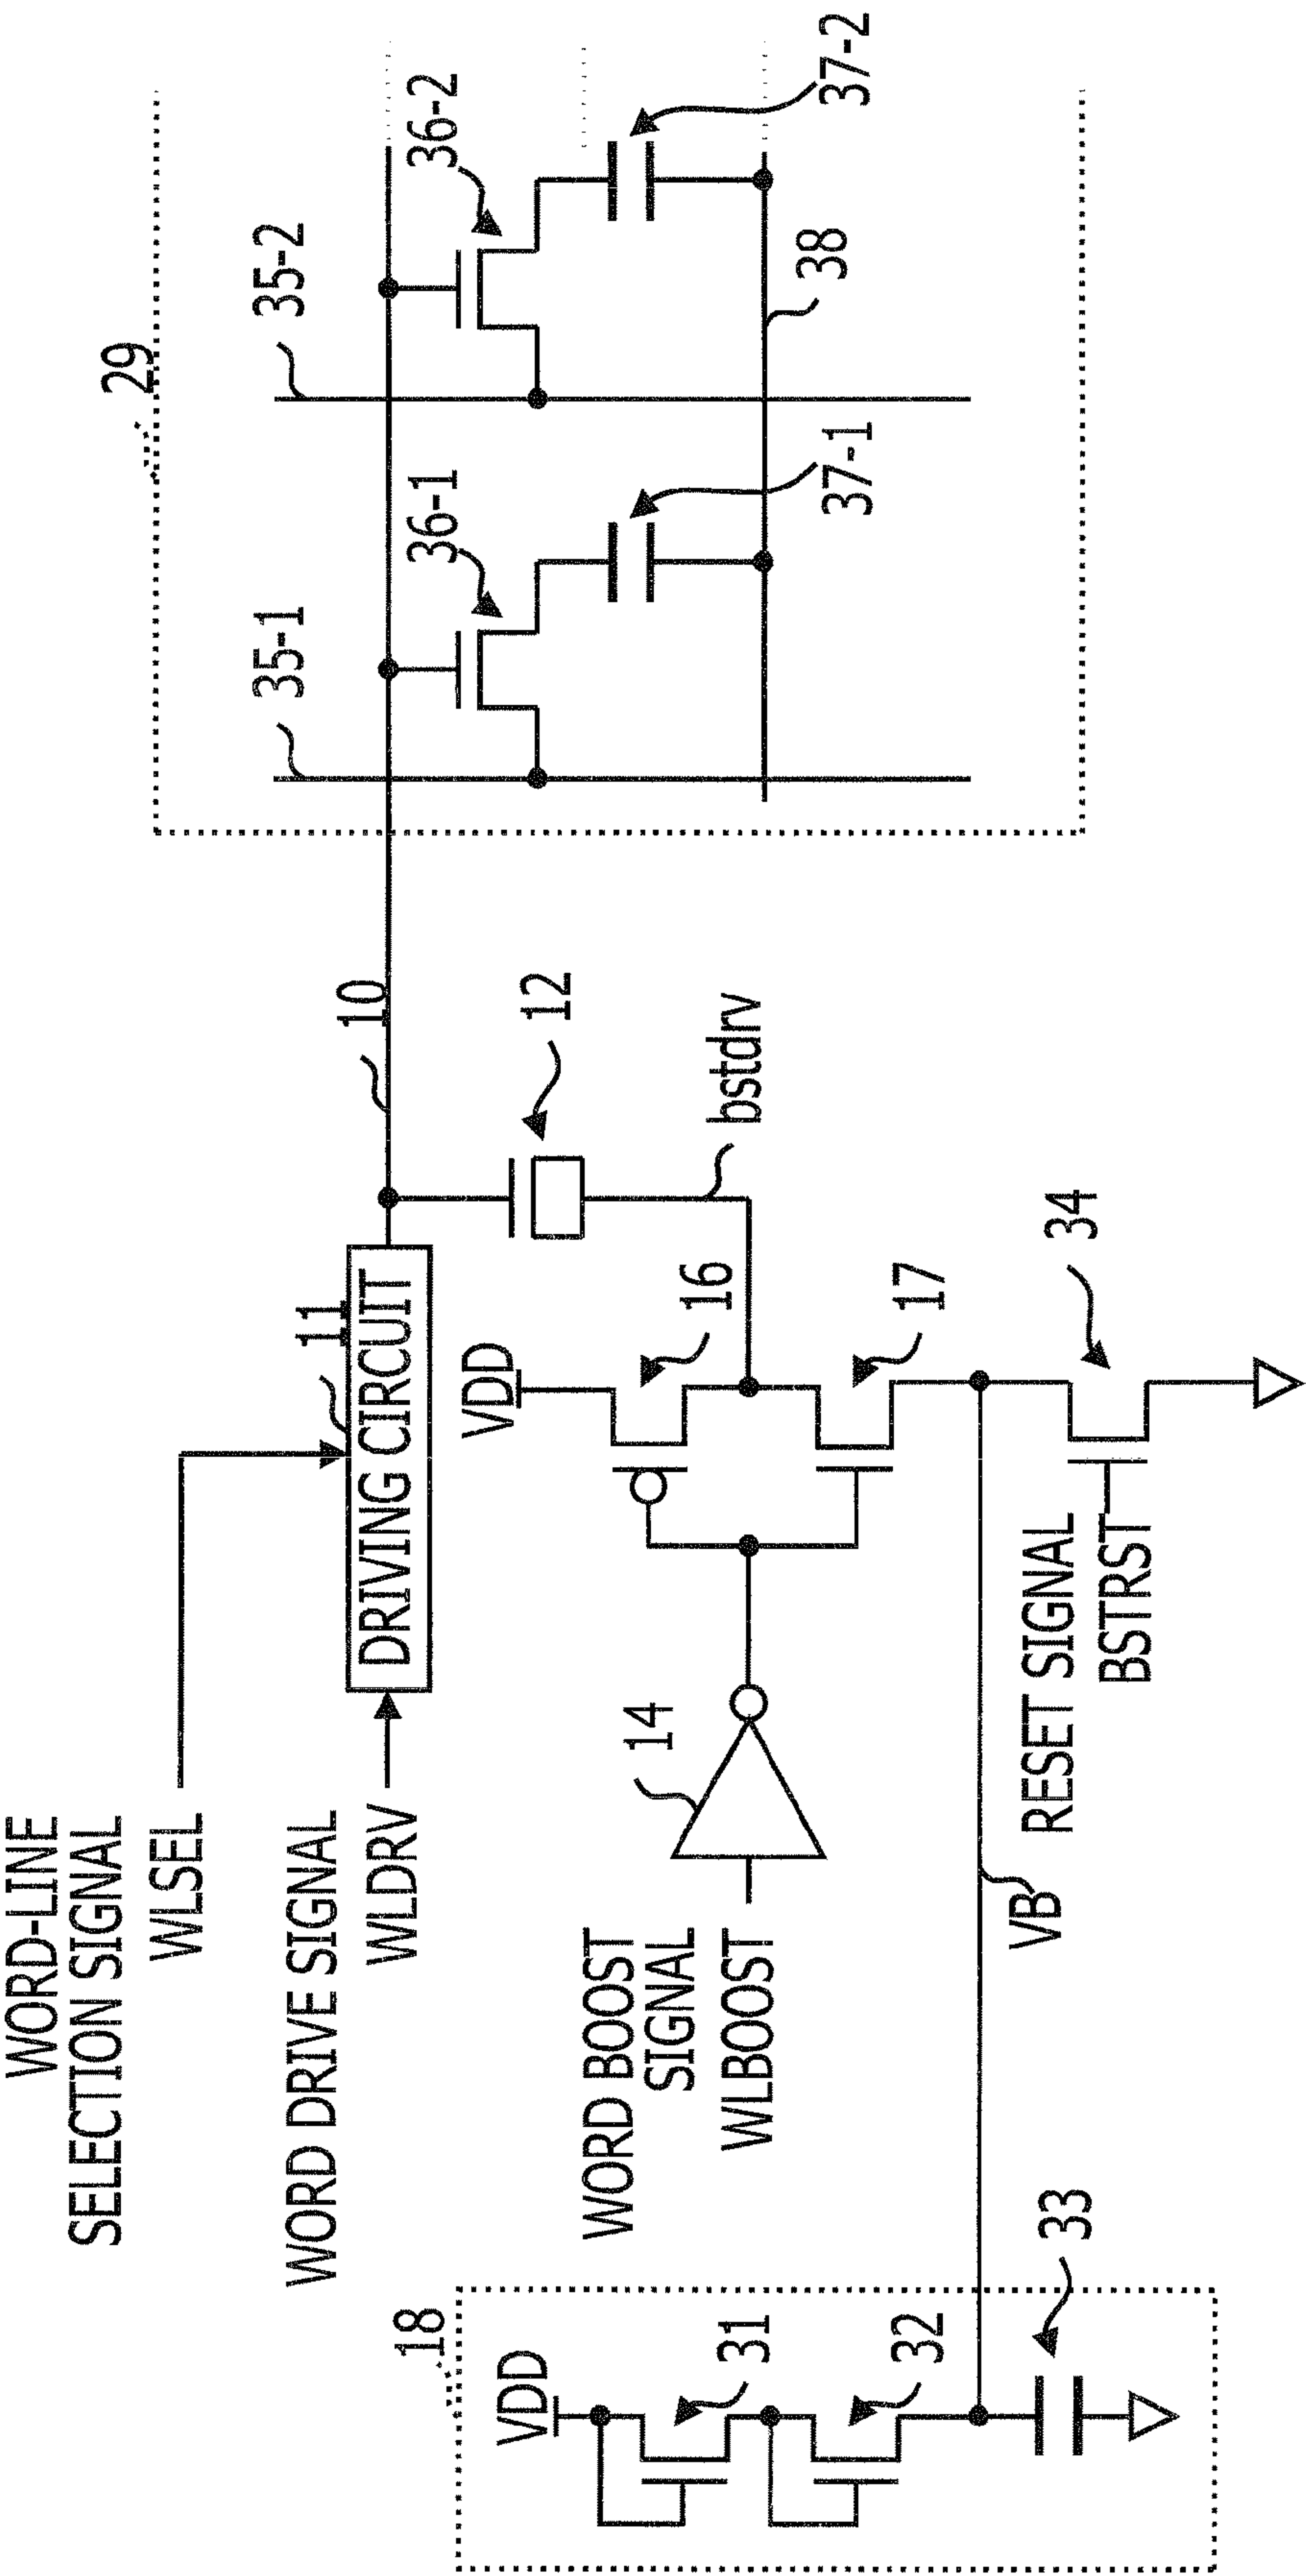 29
35-1
35-2
36-1
36-2
37-1
37-2
38
10
12
bstdrv
WORD-LINE
SELECTION SIGNAL
WLSEL
11
DRIVING CIRCUIT
WORD DRIVE SIGNAL
WLDRV
VDD
16
17
34
14
WORD BOOST
SIGNAL
WLBOOST
RESET SIGNAL
BSTRST
VB
18
VDD
31
32
33